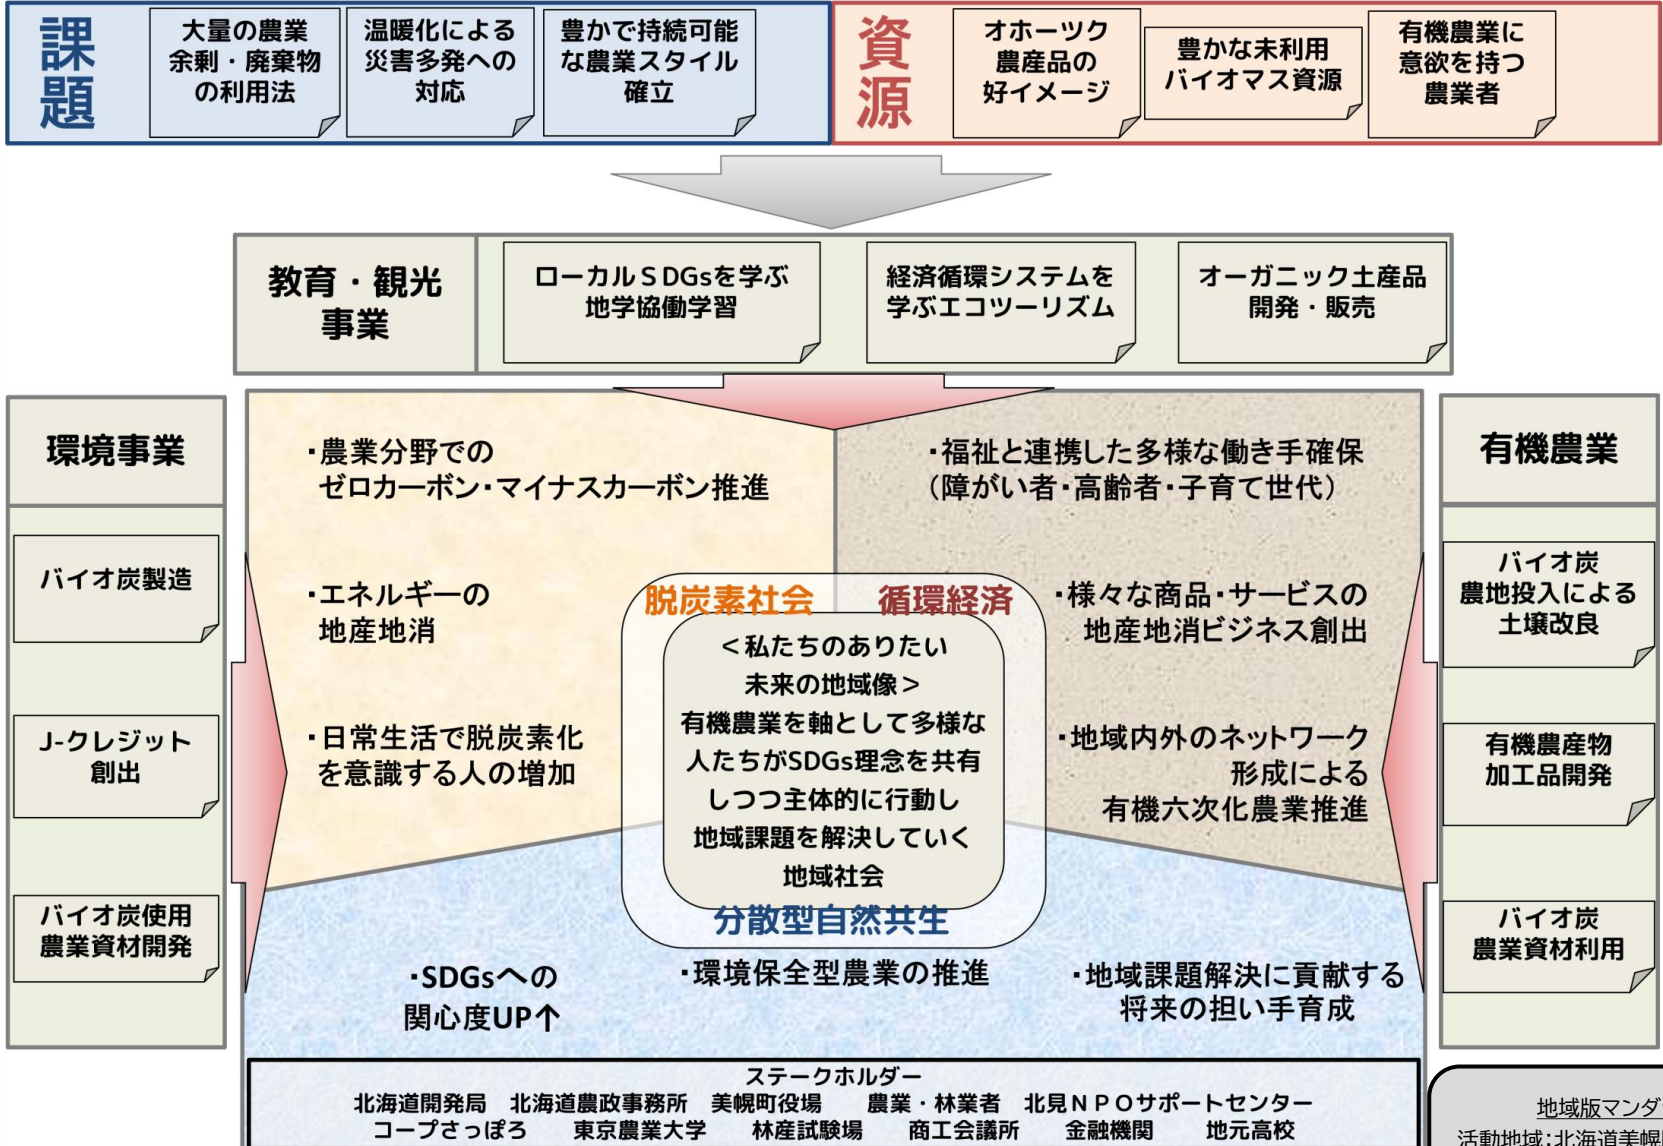 課題
大量の農業
余剰・廃棄物
の利用法
温暖化による
災害多発への
対応
豊かで持続可能
な農業スタイル
確立
資源
オホーツク
農産品の
好イメージ
豊かな未利用
バイオマス資源
有機農業に
意欲を持つ
農業者
教育・観光
事業
ローカルSDGsを学ぶ
地学協働学習
経済循環システムを
学ぶエコツーリズム
オーガニック土産品
開発・販売
環境事業
バイオ炭製造
J-クレジット
創出
バイオ炭使用
農業資材開発
・農業分野での
ゼロカーボン・マイナスカーボン推進
・エネルギーの
地産地消
・日常生活で脱炭素化
を意識する人の増加
・福祉と連携した多様な働き手確保
(障がい者・高齢者・子育て世代)
・様々な商品・サービスの
地産地消ビジネス創出
・地域内外のネットワーク
形成による
有機六次化農業推進
脱炭素社会
循環経済
<私たちのありたい
未来の地域像>
有機農業を軸として多様な
人たちがSDGs理念を共有
しつつ主体的に行動し
地域課題を解決していく
地域社会
分散型自然共生
・SDGsへの
関心度UP↑
・環境保全型農業の推進
・地域課題解決に貢献する
将来の担い手育成
有機農業
バイオ炭
農地投入による
土壌改良
有機農産物
加工品開発
バイオ炭
農業資材利用
ステークホルダー
北海道開発局 北海道農政事務所 美幌町役場 農業・林業者 北見NPOサポートセンター
コープさっぽろ 東京農業大学 林産試験場 商工会議所 金融機関 地元高校
地域版マンダ
活動地域:北海道美幌